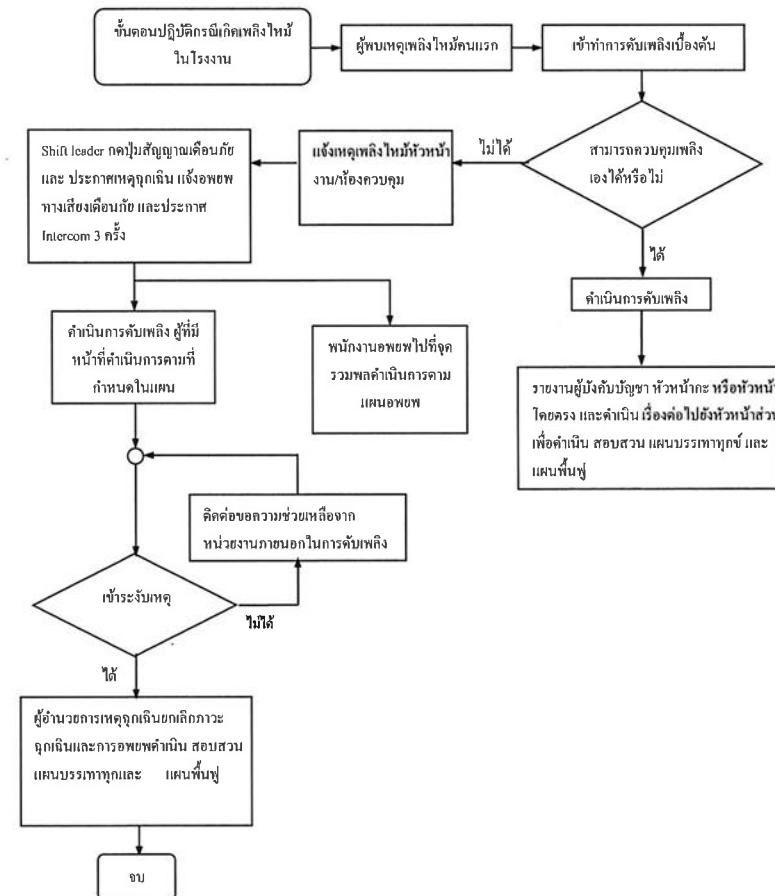 ขั้นตอนปฏิบัติกรณีเกิดเพลิงไหม้
ในโรงงาน
ผู้พบเหตุเพลิงไหม้คนแรก
เข้าทำการดับเพลิงเบื้องต้น
สามารถควบคุมเพลิง
เองได้หรือไม่
ไม่ได้
แจ้งเหตุเพลิงไหม้หัวหน้า
งาน/ห้องควบคุม
Shift leader กดปุ่มสัญญาณเตือนภัย
และ ประกาศเหตุฉุกเฉิน แจ้งอพยพ
ทางเสียงเตือนภัย และประกาศ
Intercom 3 ครั้ง
ได้
ดำเนินการดับเพลิง
รายงานผู้บังคับบัญชา หัวหน้ากะ หรือหัวหน้า
โดยตรง และดำเนิน เรื่องต่อไปยังหัวหน้าส่วน
เพื่อดำเนิน สอบสวน แผนบรรเทาทุกข์ และ
แผนฟื้นฟู
ดำเนินการดับเพลิง ผู้ที่มี
หน้าที่ดำเนินการตามที่
กำหนดในแผน
พนักงานอพยพไปที่จุด
รวมพลดำเนินการตาม
แผนอพยพ
ติดต่อขอความช่วยเหลือจาก
หน่วยงานภายนอกในการดับเพลิง
เข้าระงับเหตุ
ไม่ได้
ได้
ผู้อำนวยการเหตุฉุกเฉินยกเลิกภาวะ
ฉุกเฉินและการอพยพดำเนิน สอบสวน
แผนบรรเทาทุกและ แผนฟื้นฟู
จบ